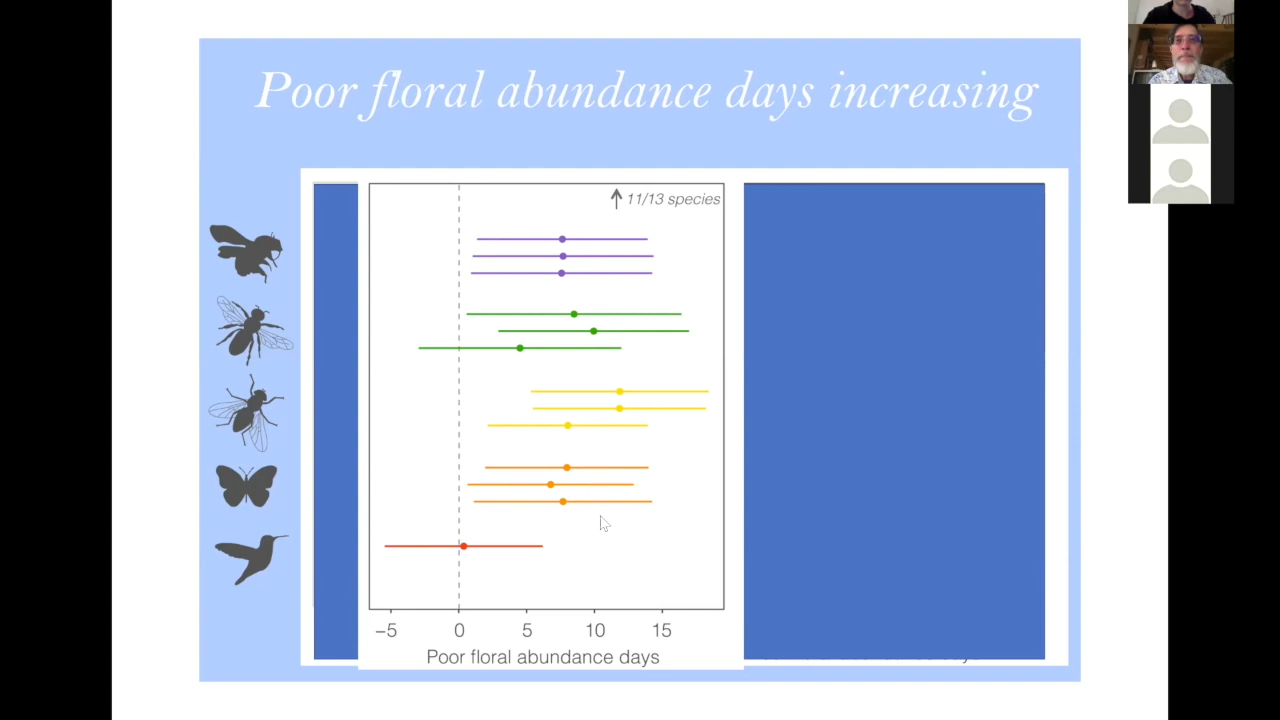 Poor floral abundance days increasing
11/13 species
−5 0 5 10 15
Poor floral abundance days